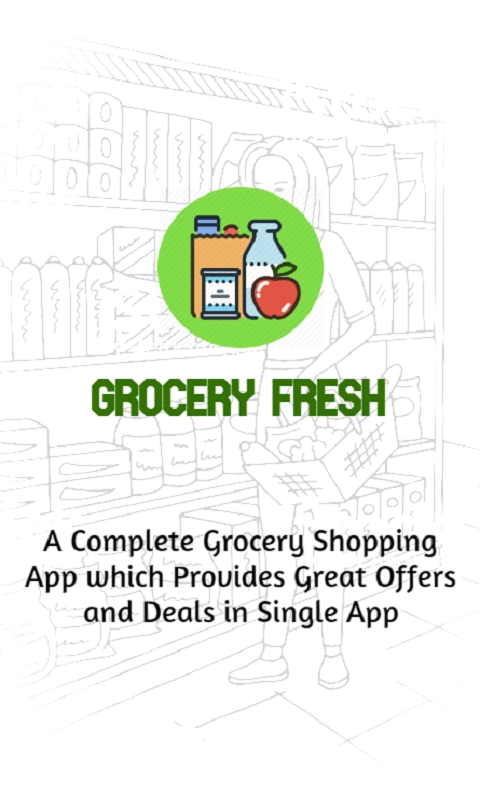 GROCERY FRESH
A Complete Grocery Shopping
App which Provides Great Offers
and Deals in Single App